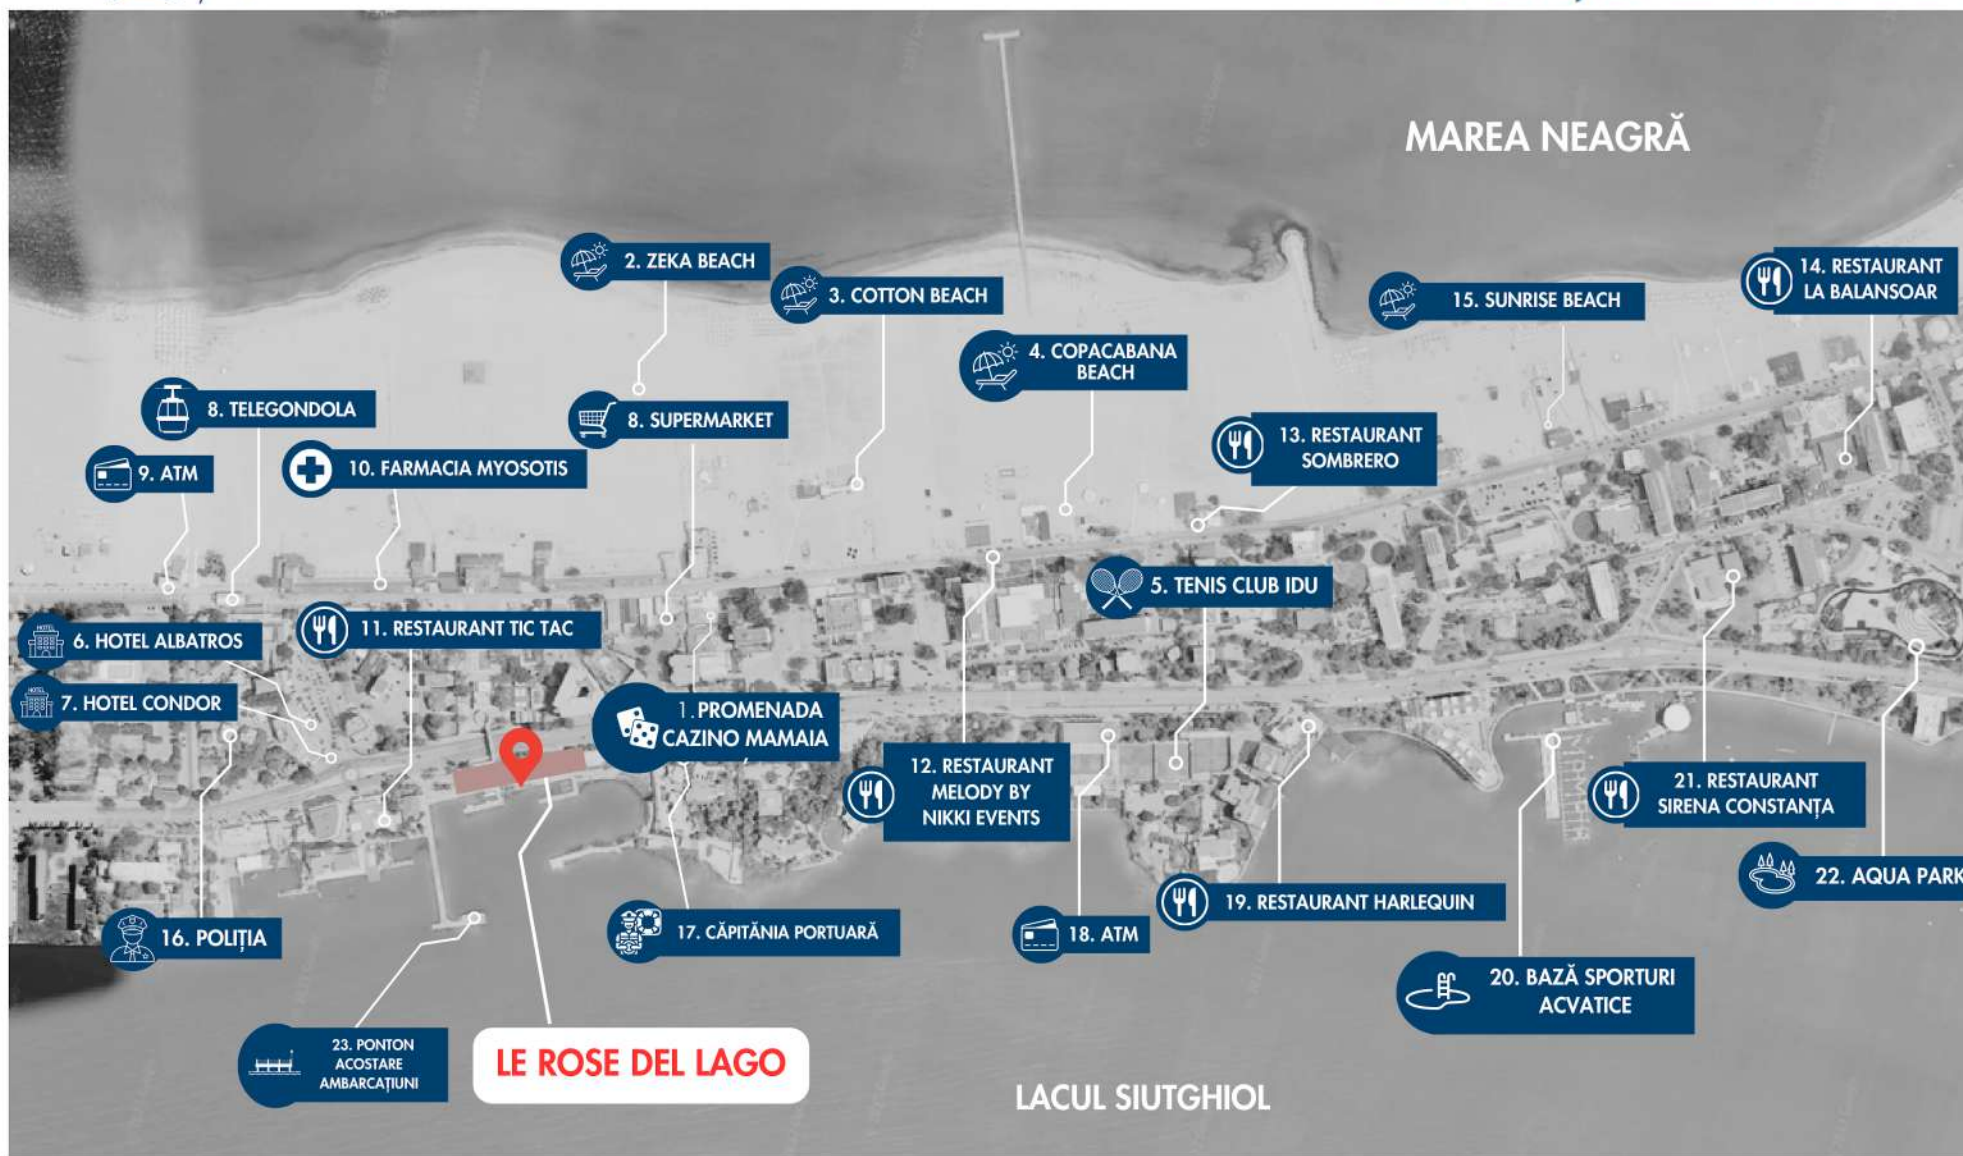 MAREA NEAGRĂ
2. ZEKA BEACH
3. COTTON BEACH
14. RESTAURANT
LA BALANSOAR
15. SUNRISE BEACH
4. COPACABANA
BEACH
8. TELEGONDOLA
8. SUPERMARKET
13. RESTAURANT
SOMBRERO
9. ATM
10. FARMACIA MYOSOTIS
5. TENIS CLUB IDU
11. RESTAURANT TIC TAC
6. HOTEL ALBATROS
HOTEL
7. HOTEL CONDOR
HOTEL
1. PROMENADA
CAZINO MAMAIA
12. RESTAURANT
MELODY BY
NIKKI EVENTS
21. RESTAURANT
SIRENA CONSTANȚA
22. AQUA PARK
19. RESTAURANT HARLEQUIN
16. POLIȚIA
17. CĂPITĂNIA PORTUARĂ
18. ATM
20. BAZĂ SPORTURI
ACVATICE
23. PONTON
ACOSTARE
AMBARCAȚIUNI
LE ROSE DEL LAGO
LACUL SIUTGHIOL